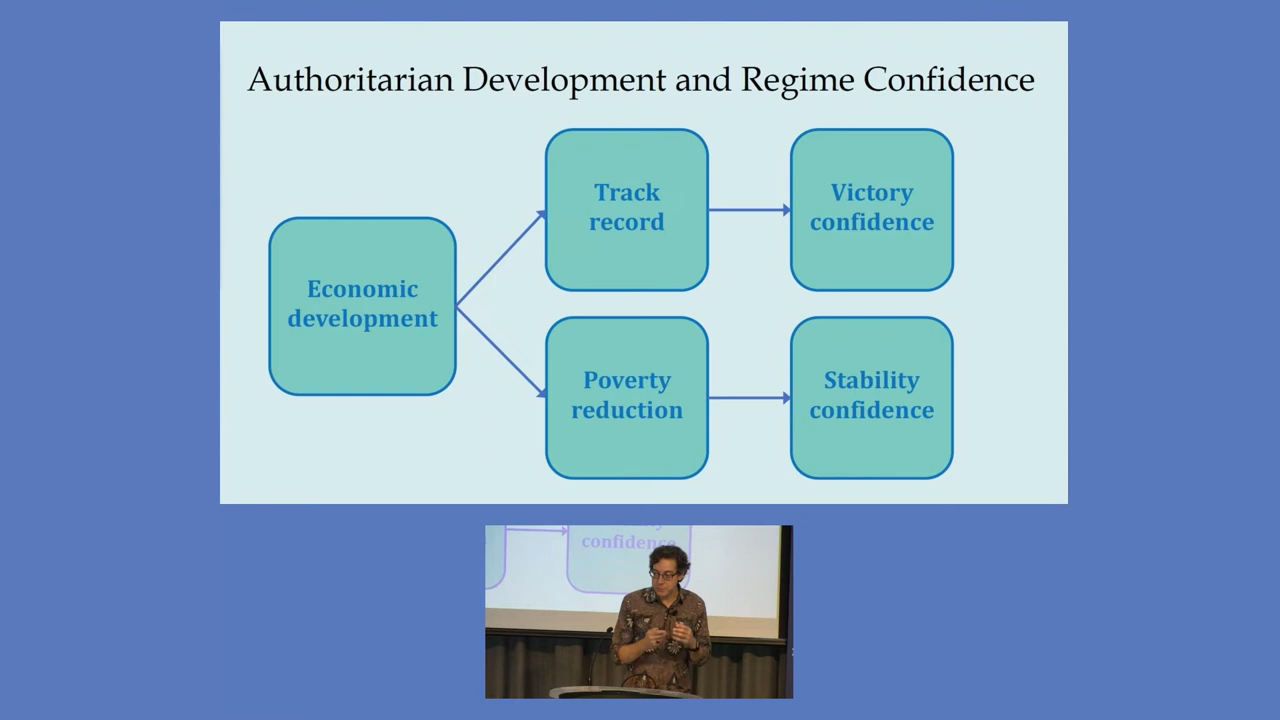 Authoritarian Development and Regime Confidence
Economic
development
Track
record
Victory
confidence
Poverty
reduction
Stability
confidence
confidence